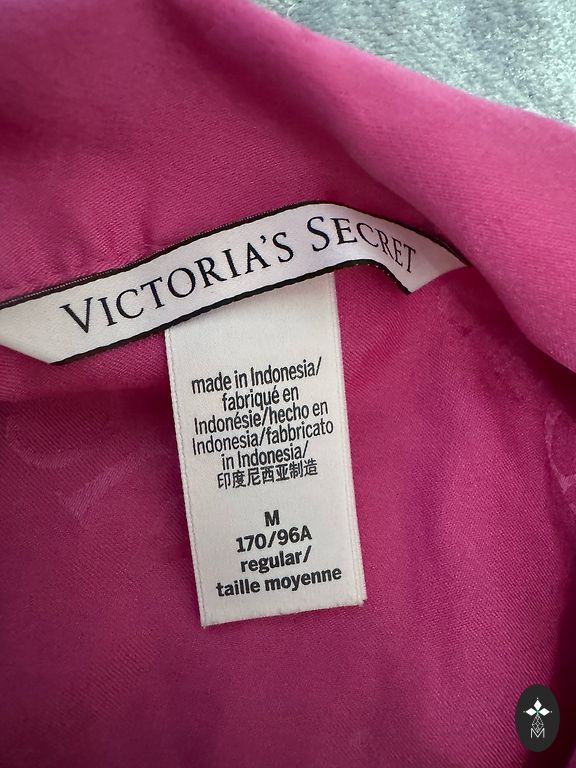 VICTORIA'S SECRET
made in Indonesia/
fabriqué en
Indonésie/hecho en
Indonesia/fabbricato
in Indonesia/
印度尼西亚制造
M
170/96A
regular/
taille moyenne
M